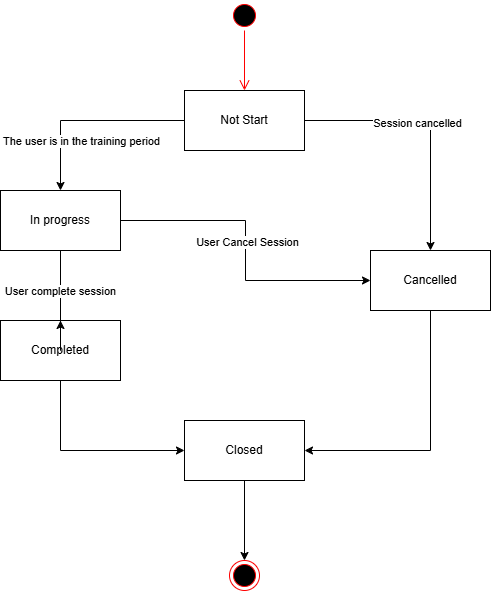 Not Start
Session cancelled
The user is in the training period
In progress
User Cancel Session
Cancelled
User complete session
Completed
Closed